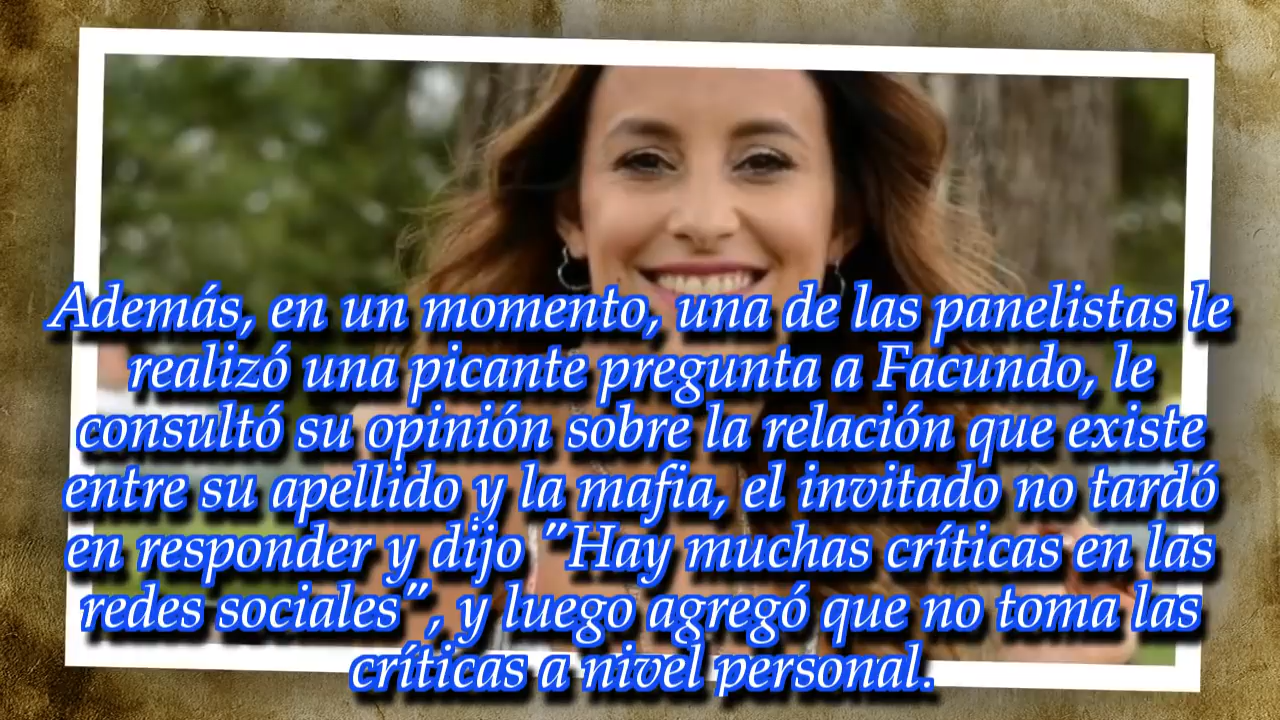 Además, en un momento, una de las panelistas le
realizó una picante pregunta a Facundo, le
consultó su opinión sobre la relación que existe
entre su apellido y la mafia, el invitado no tardó
en responder y dijo "Hay muchas críticas en las
redes sociales", y luego agregó que no toma las
críticas a nivel personal.